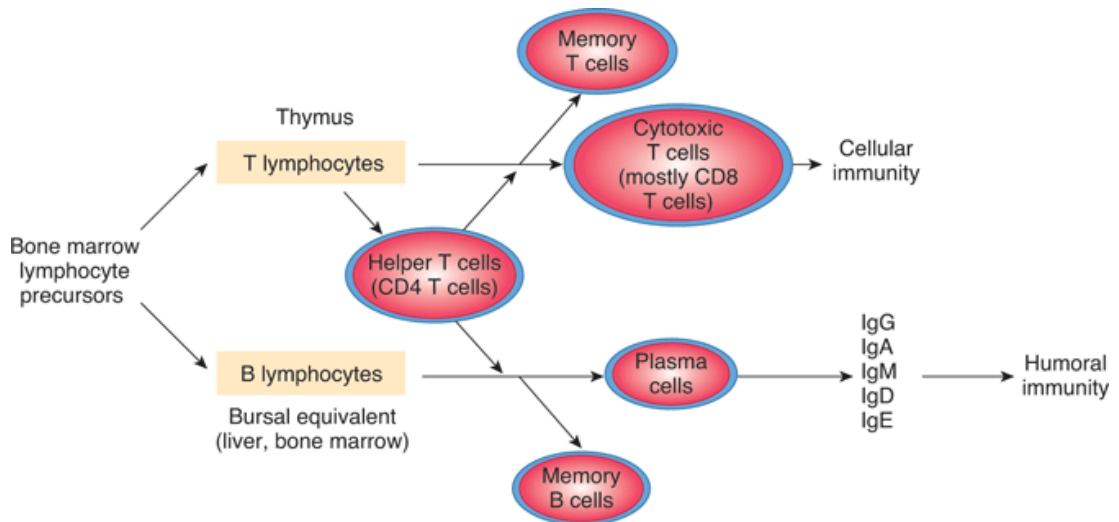 Memory
T cells
Thymus
T lymphocytes
Cytotoxic
T cells
(mostly CD8
T cells)
Cellular
immunity
Bone marrow
lymphocyte
precursors
Helper T cells
(CD4 T cells)
B lymphocytes
Bursal equivalent
(liver, bone marrow)
Plasma
cells
IgG
IgA
IgM
IgD
IgE
Humoral
immunity
Memory
B cells